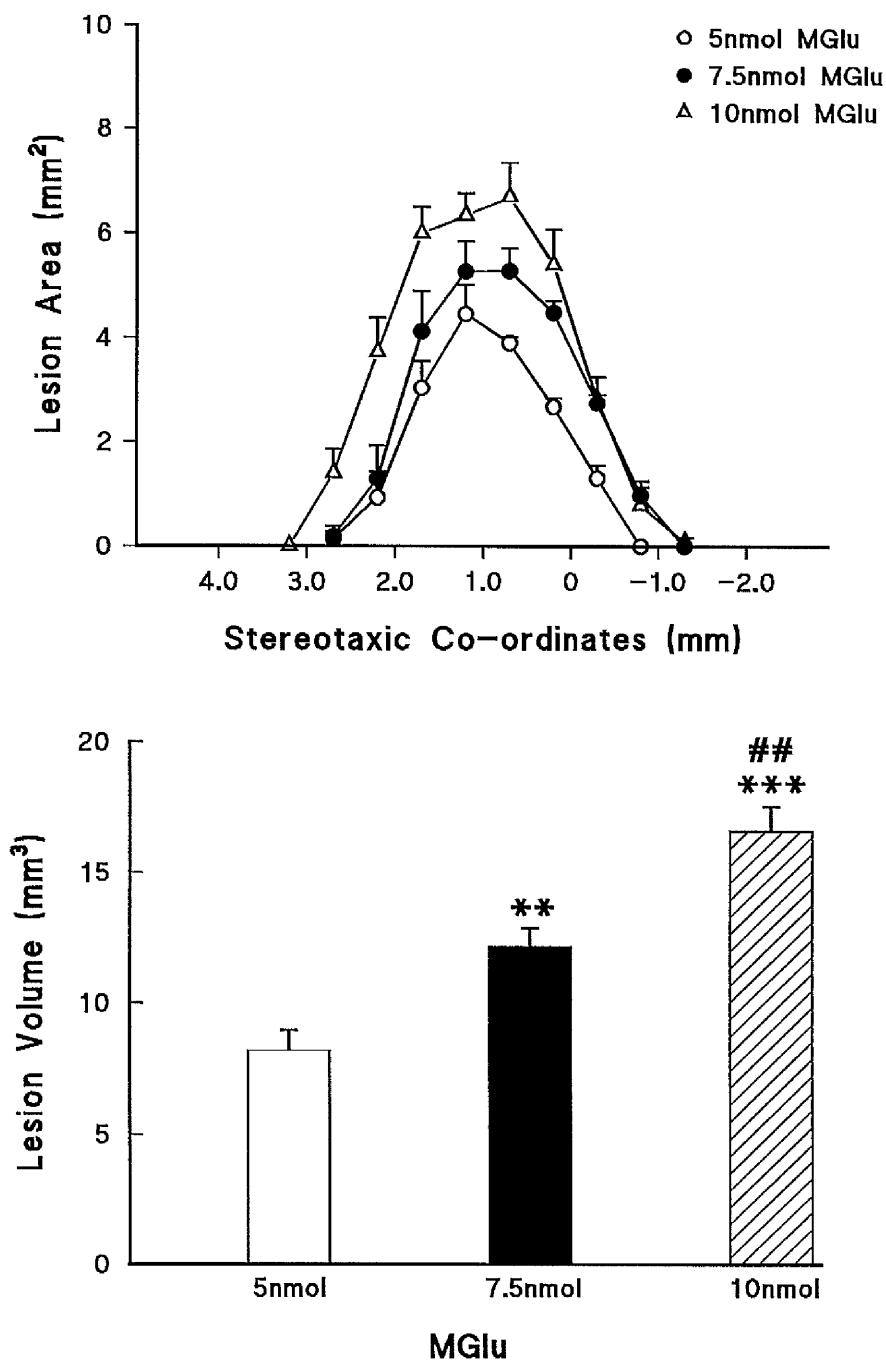 10
8
6
4
2
0
Lesion Area (mm²)
○ 5nmol MGlu
● 7.5nmol MGlu
△ 10nmol MGlu
4.0 3.0 2.0 1.0 0 −1.0 −2.0
Stereotaxic Co−ordinates (mm)
20
15
10
5
0
Lesion Volume (mm³)
**
##
***
5nmol 7.5nmol 10nmol
MGlu